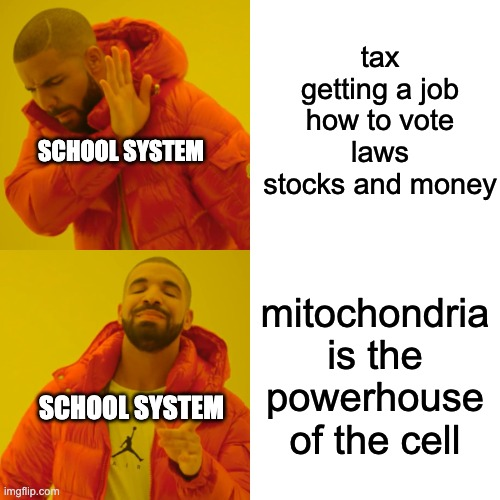 tax
getting a job
how to vote
laws
stocks and money
SCHOOL SYSTEM
mitochondria
is the
powerhouse
of the cell
SCHOOL SYSTEM
imgflip.com